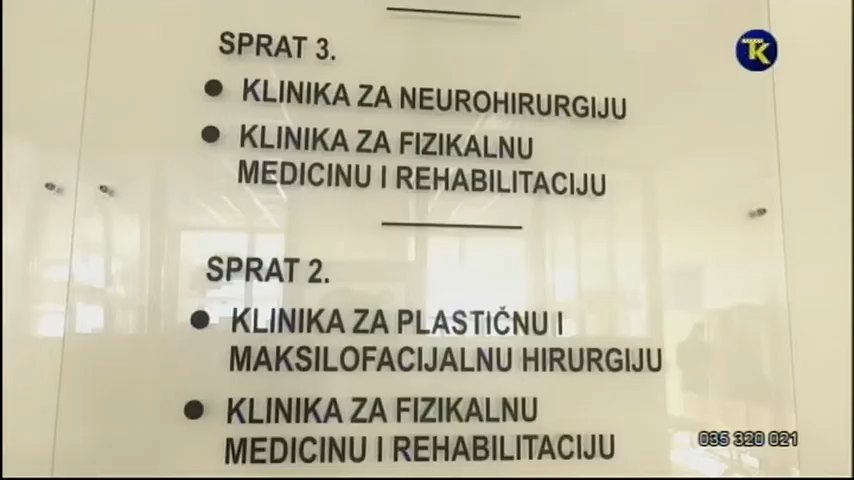 SPRAT 3.
TK
● KLINIKA ZA NEUROHIRURGIJU
● KLINIKA ZA FIZIKALNU
MEDICINU I REHABILITACIJU
SPRAT 2.
● KLINIKA ZA PLASTIČNU I
MAKSILOFACIJALNU HIRURGIJU
● KLINIKA ZA FIZIKALNU
MEDICINU I REHABILITACIJU
035 320 021